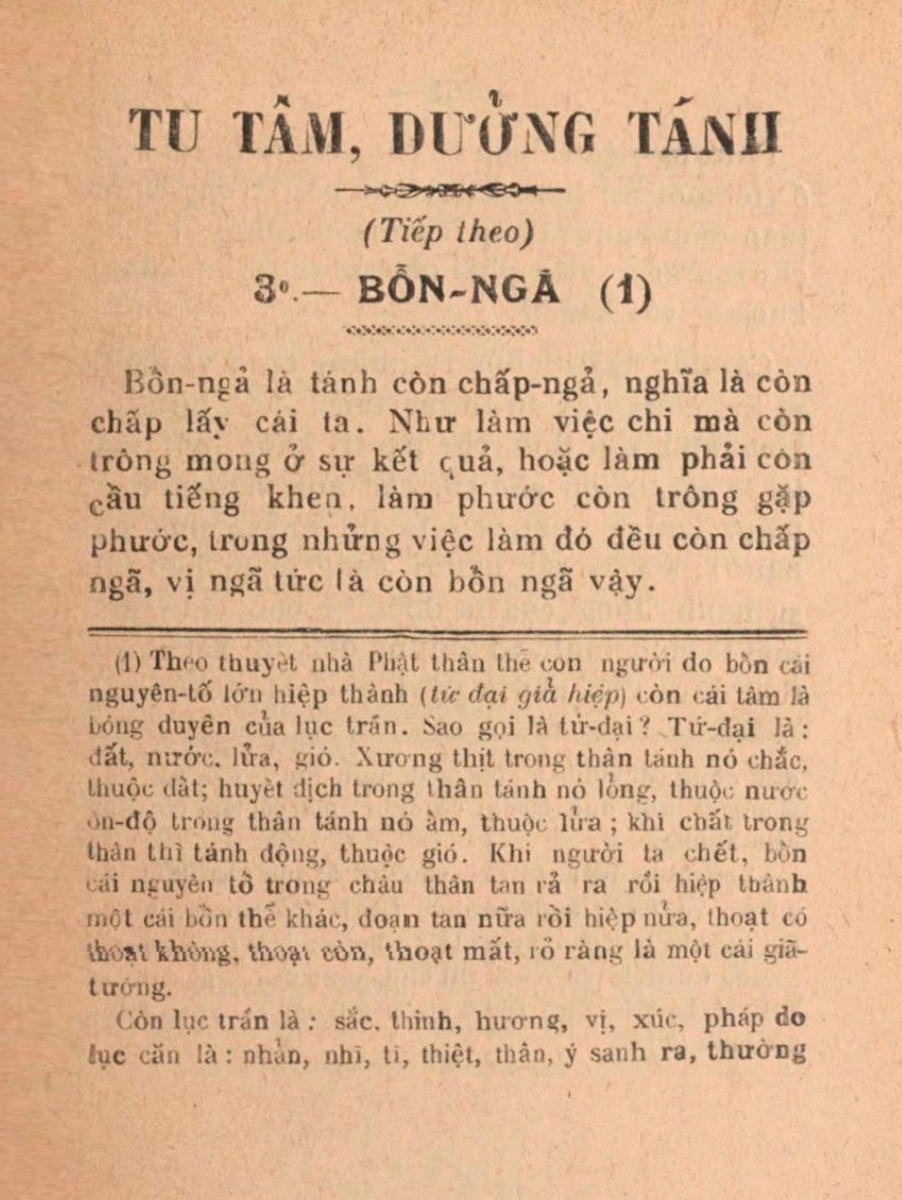 TU TÂM, DƯỞNG TÁNH
(Tiếp theo)
3º.— BỔN-NGÃ (1)
Bổn-ngả là tánh còn chấp-ngả, nghĩa là còn
chấp lấy cái ta. Như làm việc chi mà còn
trông mong ở sự kết quả, hoặc làm phải còn
cầu tiếng khen, làm phước còn trông gặp
phước, trong những việc làm đó đều còn chấp
ngã, vị ngã tức là còn bổn ngã vậy.
(1) Theo thuyết nhà Phật thân thể con người do bốn cái
nguyên-tố lớn hiệp thành (tứ đại giả hiệp) còn cái tâm là
bóng duyên của lục trần. Sao gọi là tứ-đại? Tứ-đại là:
đất, nước, lửa, gió. Xương thịt trong thân tánh nó chắc,
thuộc đất; huyết dịch trong thân tánh nó lỏng, thuộc nước
ôn-độ trong thân tánh nó ấm, thuộc lửa; khi chất trong
thân thì tánh động, thuộc gió. Khi người ta chết, bốn
cái nguyên tố trong châu thân tan rả ra rồi hiệp thành
một cái bổn thể khác, đoạn tan nữa rồi hiệp nửa, thoạt có
thoạt không, thoạt còn, thoạt mất, rỏ ràng là một cái giã-
tướng.
Còn lục trần là: sắc, thinh, hương, vị, xúc, pháp do
lục căn là: nhản, nhĩ, tỉ, thiệt, thân, ý sanh ra, thường